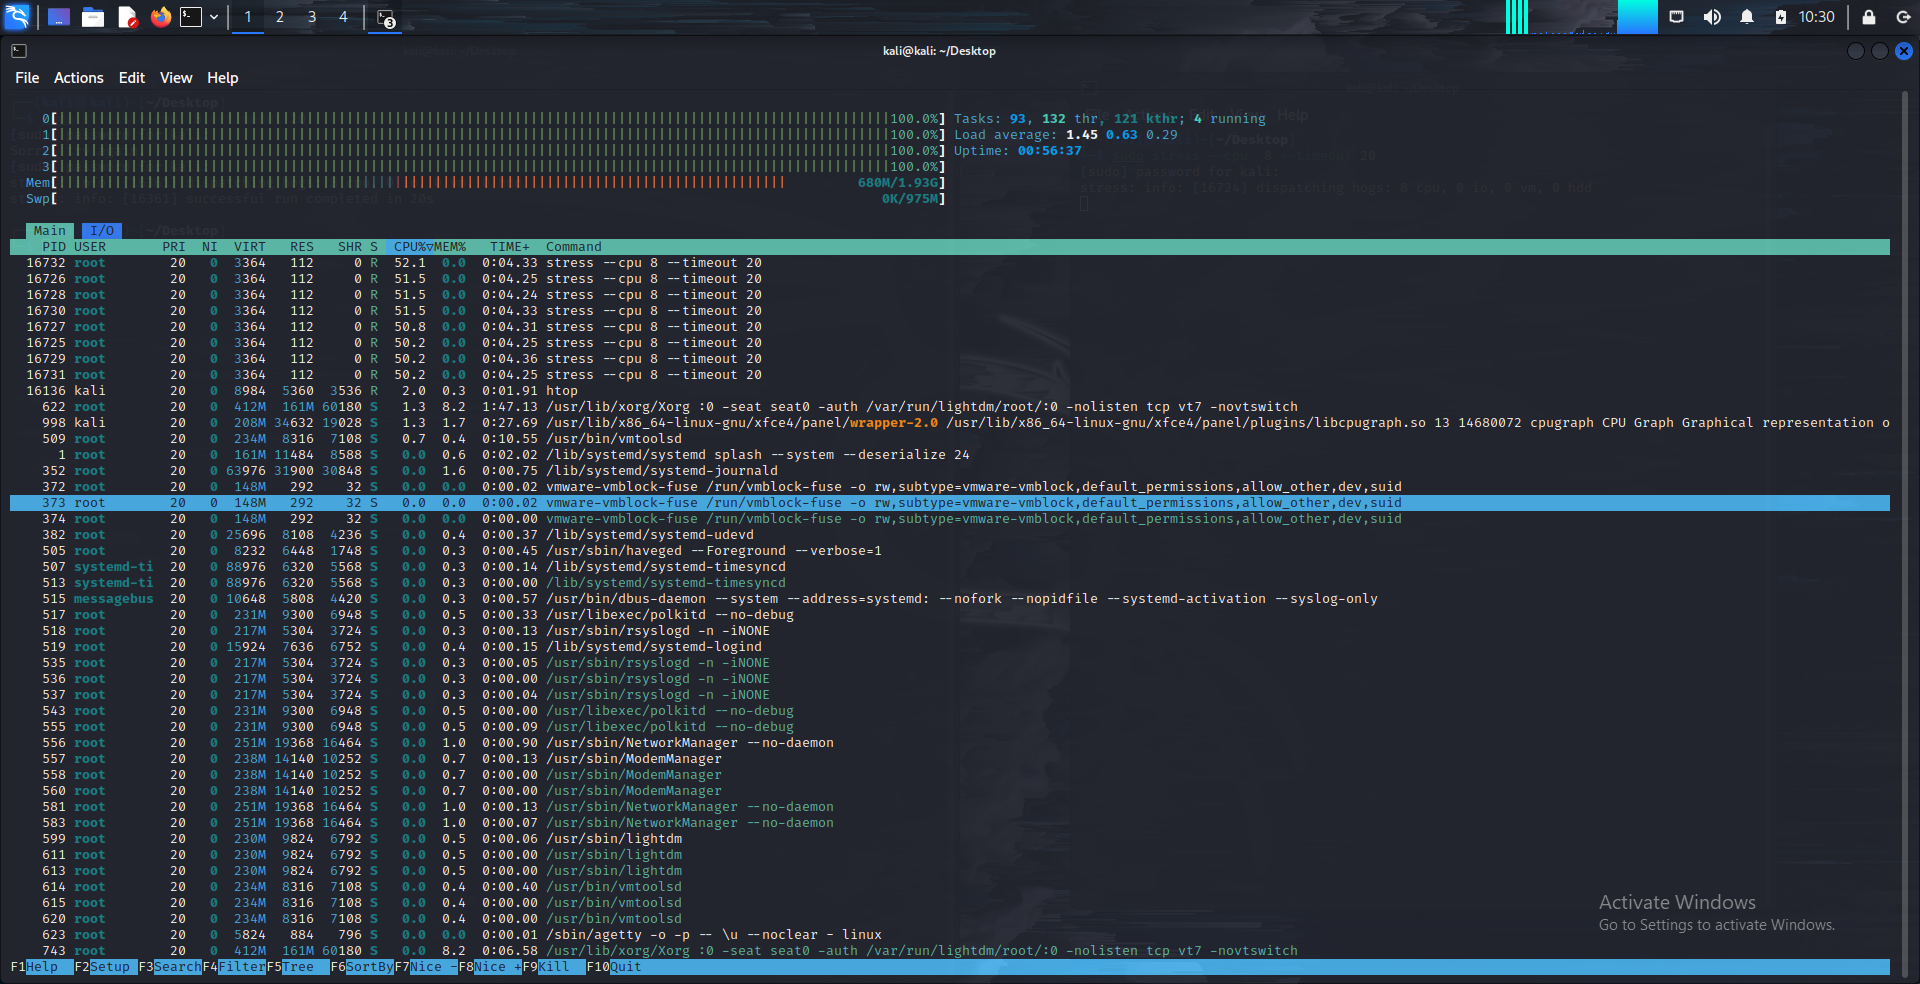 1 2 3 4 3 10:30
kali@kali: ~/Desktop
File Actions Edit View Help
0[100.0%] Tasks: 93, 132 thr, 121 kthr; 4 running
1[100.0%] Load average: 1.45 0.63 0.29
2[100.0%] Uptime: 00:56:37
3[100.0%]
Mem[680M/1.93G]
Swp[0K/975M]
[sudo] password for kali:
stress: info: [16724] dispatching hogs: 8 cpu, 0 io, 0 vm, 0 hdd
stress: info: [16361] successful run completed in 20s
Main I/O
PID USER PRI NI VIRT RES SHR S CPU%▽MEM% TIME+ Command
16732 root 20 0 3364 112 0 R 52.1 0.0 0:04.33 stress --cpu 8 --timeout 20
16726 root 20 0 3364 112 0 R 51.5 0.0 0:04.25 stress --cpu 8 --timeout 20
16728 root 20 0 3364 112 0 R 51.5 0.0 0:04.24 stress --cpu 8 --timeout 20
16730 root 20 0 3364 112 0 R 51.5 0.0 0:04.33 stress --cpu 8 --timeout 20
16727 root 20 0 3364 112 0 R 50.8 0.0 0:04.31 stress --cpu 8 --timeout 20
16725 root 20 0 3364 112 0 R 50.2 0.0 0:04.25 stress --cpu 8 --timeout 20
16729 root 20 0 3364 112 0 R 50.2 0.0 0:04.36 stress --cpu 8 --timeout 20
16731 root 20 0 3364 112 0 R 50.2 0.0 0:04.25 stress --cpu 8 --timeout 20
16136 kali 20 0 8984 5360 3536 R 2.0 0.3 0:01.91 htop
622 root 20 0 412M 161M 60180 S 1.3 8.2 1:47.13 /usr/lib/xorg/Xorg :0 -seat seat0 -auth /var/run/lightdm/root/:0 -nolisten tcp vt7 -novtswitch
998 kali 20 0 208M 34632 19028 S 1.3 1.7 0:27.69 /usr/lib/x86_64-linux-gnu/xfce4/panel/wrapper-2.0 /usr/lib/x86_64-linux-gnu/xfce4/panel/plugins/libcpugraph.so 13 14680072 cpugraph CPU Graph Graphical representation o
509 root 20 0 234M 8316 7108 S 0.7 0.4 0:10.55 /usr/bin/vmtoolsd
1 root 20 0 161M 11484 8588 S 0.0 0.6 0:02.02 /lib/systemd/systemd splash --system --deserialize 24
352 root 20 0 63976 31900 30848 S 0.0 1.6 0:00.75 /lib/systemd/systemd-journald
372 root 20 0 148M 292 32 S 0.0 0.0 0:00.02 vmware-vmblock-fuse /run/vmblock-fuse -o rw,subtype=vmware-vmblock,default_permissions,allow_other,dev,suid
373 root 20 0 148M 292 32 S 0.0 0.0 0:00.02 vmware-vmblock-fuse /run/vmblock-fuse -o rw,subtype=vmware-vmblock,default_permissions,allow_other,dev,suid
374 root 20 0 148M 292 32 S 0.0 0.0 0:00.00 vmware-vmblock-fuse /run/vmblock-fuse -o rw,subtype=vmware-vmblock,default_permissions,allow_other,dev,suid
382 root 20 0 25696 8108 4236 S 0.0 0.4 0:00.37 /lib/systemd/systemd-udevd
505 root 20 0 8232 6448 1748 S 0.0 0.3 0:00.45 /usr/sbin/haveged --Foreground --verbose=1
507 systemd-ti 20 0 88976 6320 5568 S 0.0 0.3 0:00.14 /lib/systemd/systemd-timesyncd
513 systemd-ti 20 0 88976 6320 5568 S 0.0 0.3 0:00.00 /lib/systemd/systemd-timesyncd
515 messagebus 20 0 10648 5808 4420 S 0.0 0.3 0:00.57 /usr/bin/dbus-daemon --system --address=systemd: --nofork --nopidfile --systemd-activation --syslog-only
517 root 20 0 231M 9300 6948 S 0.0 0.5 0:00.33 /usr/libexec/polkitd --no-debug
518 root 20 0 217M 5304 3724 S 0.0 0.3 0:00.13 /usr/sbin/rsyslogd -n -iNONE
519 root 20 0 15924 7636 6752 S 0.0 0.4 0:00.15 /lib/systemd/systemd-logind
535 root 20 0 217M 5304 3724 S 0.0 0.3 0:00.05 /usr/sbin/rsyslogd -n -iNONE
536 root 20 0 217M 5304 3724 S 0.0 0.3 0:00.00 /usr/sbin/rsyslogd -n -iNONE
537 root 20 0 217M 5304 3724 S 0.0 0.3 0:00.04 /usr/sbin/rsyslogd -n -iNONE
543 root 20 0 231M 9300 6948 S 0.0 0.5 0:00.00 /usr/libexec/polkitd --no-debug
555 root 20 0 231M 9300 6948 S 0.0 0.5 0:00.09 /usr/libexec/polkitd --no-debug
556 root 20 0 251M 19368 16464 S 0.0 1.0 0:00.90 /usr/sbin/NetworkManager --no-daemon
557 root 20 0 238M 14140 10252 S 0.0 0.7 0:00.13 /usr/sbin/ModemManager
558 root 20 0 238M 14140 10252 S 0.0 0.7 0:00.00 /usr/sbin/ModemManager
560 root 20 0 238M 14140 10252 S 0.0 0.7 0:00.00 /usr/sbin/ModemManager
581 root 20 0 251M 19368 16464 S 0.0 1.0 0:00.13 /usr/sbin/NetworkManager --no-daemon
583 root 20 0 251M 19368 16464 S 0.0 1.0 0:00.07 /usr/sbin/NetworkManager --no-daemon
599 root 20 0 230M 9824 6792 S 0.0 0.5 0:00.06 /usr/sbin/lightdm
611 root 20 0 230M 9824 6792 S 0.0 0.5 0:00.00 /usr/sbin/lightdm
613 root 20 0 230M 9824 6792 S 0.0 0.5 0:00.00 /usr/sbin/lightdm
614 root 20 0 234M 8316 7108 S 0.0 0.4 0:00.40 /usr/bin/vmtoolsd
615 root 20 0 234M 8316 7108 S 0.0 0.4 0:00.00 /usr/bin/vmtoolsd
620 root 20 0 234M 8316 7108 S 0.0 0.4 0:00.00 /usr/bin/vmtoolsd
623 root 20 0 5824 884 796 S 0.0 0.0 0:00.01 /sbin/agetty -o -p -- \u --noclear - linux
743 root 20 0 412M 161M 60180 S 0.0 8.2 0:06.58 /usr/lib/xorg/Xorg :0 -seat seat0 -auth /var/run/lightdm/root/:0 -nolisten tcp vt7 -novtswitch
F1Help F2Setup F3SearchF4FilterF5Tree F6SortByF7Nice -F8Nice +F9Kill F10Quit
Activate Windows
Go to Settings to activate Windows.